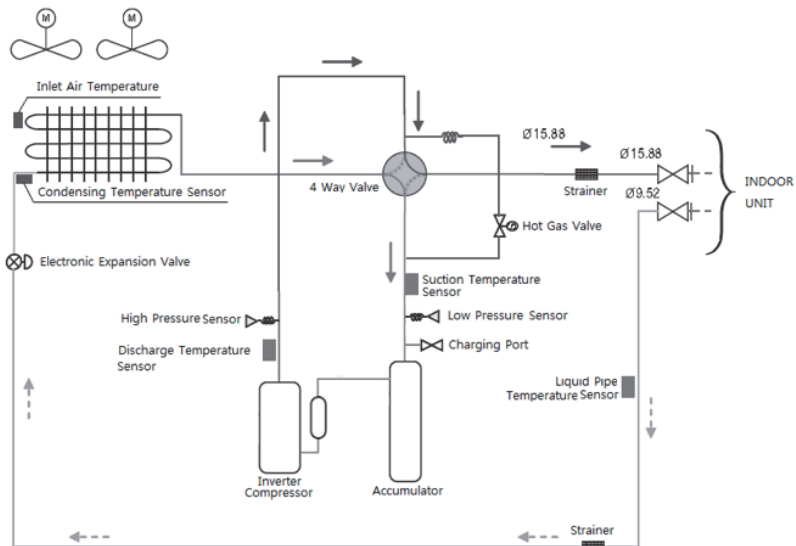 M
M
Inlet Air Temperature
Condensing Temperature Sensor
4 Way Valve
Ø15.88
Ø15.88
Strainer
Ø9.52
INDOOR
UNIT
Hot Gas Valve
Electronic Expansion Valve
Suction Temperature
Sensor
High Pressure Sensor
Low Pressure Sensor
Discharge Temperature
Sensor
Charging Port
Liquid Pipe
Temperature Sensor
Inverter
Compressor
Accumulator
Strainer